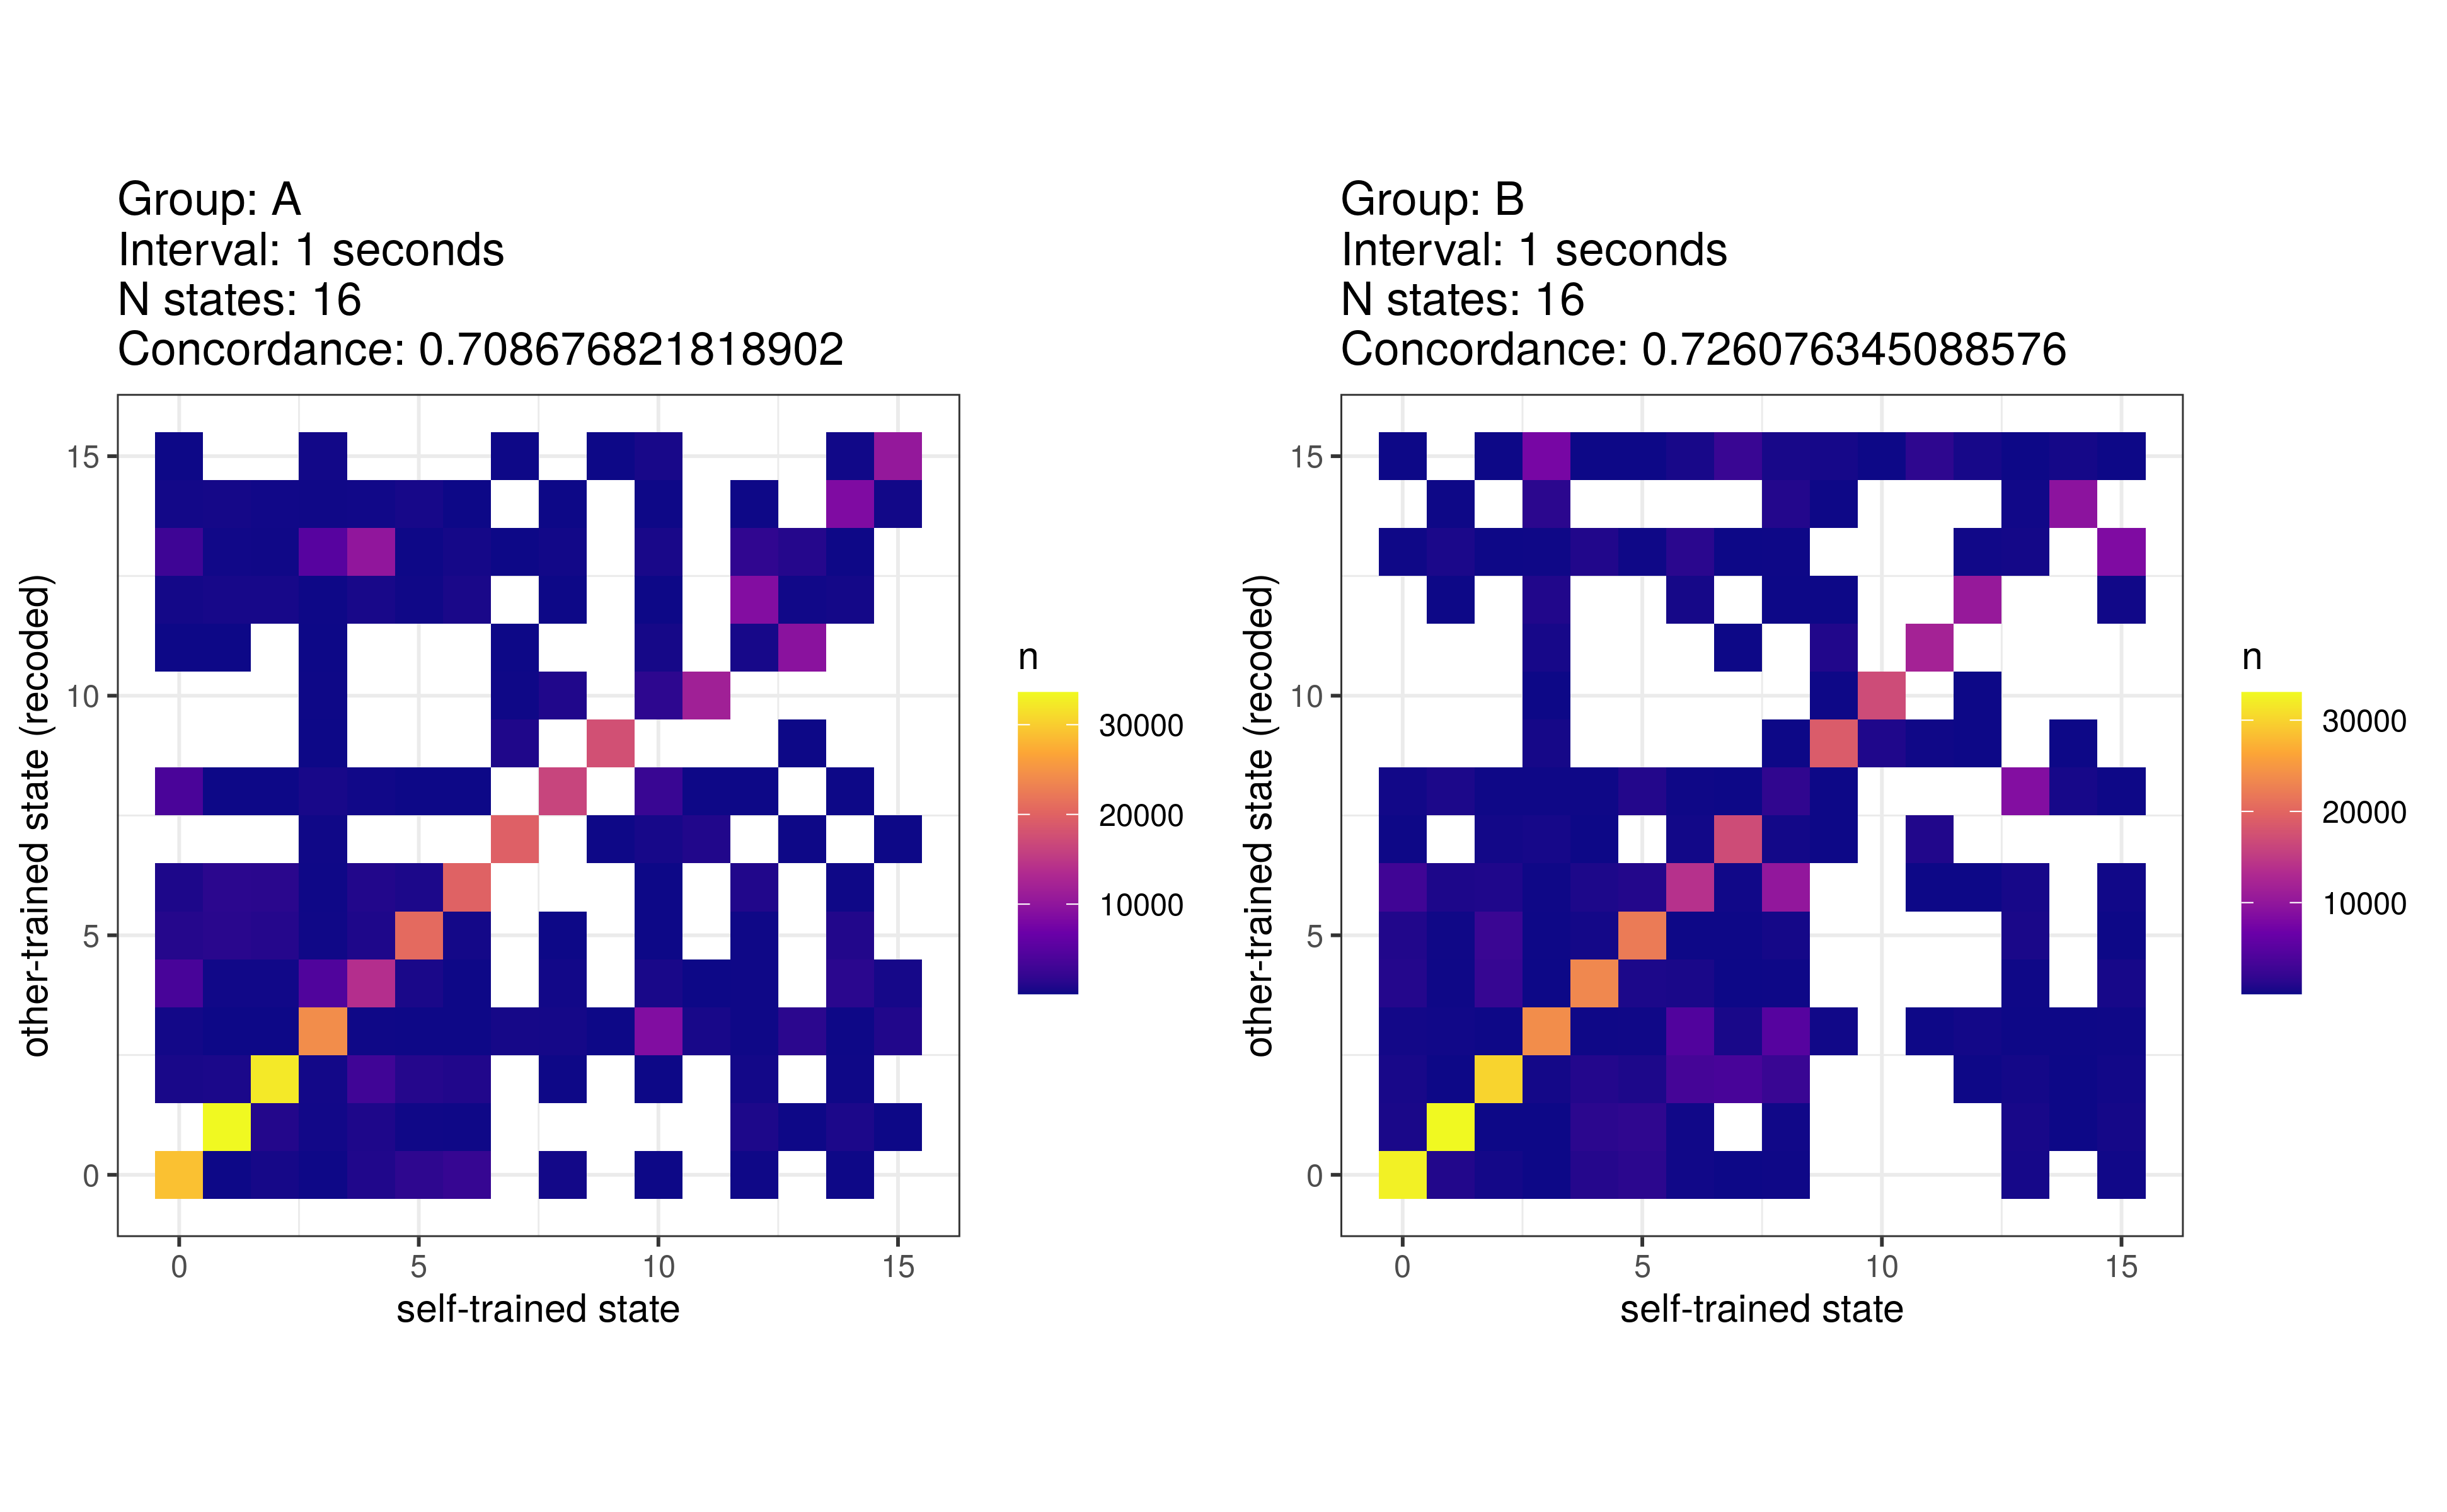 Group: A
Interval: 1 seconds
N states: 16
Concordance: 0.708676821818902
other-trained state (recoded)
15
10
5
0
0 5 10 15
self-trained state
n
30000
20000
10000
Group: B
Interval: 1 seconds
N states: 16
Concordance: 0.726076345088576
other-trained state (recoded)
15
10
5
0
0 5 10 15
self-trained state
n
30000
20000
10000